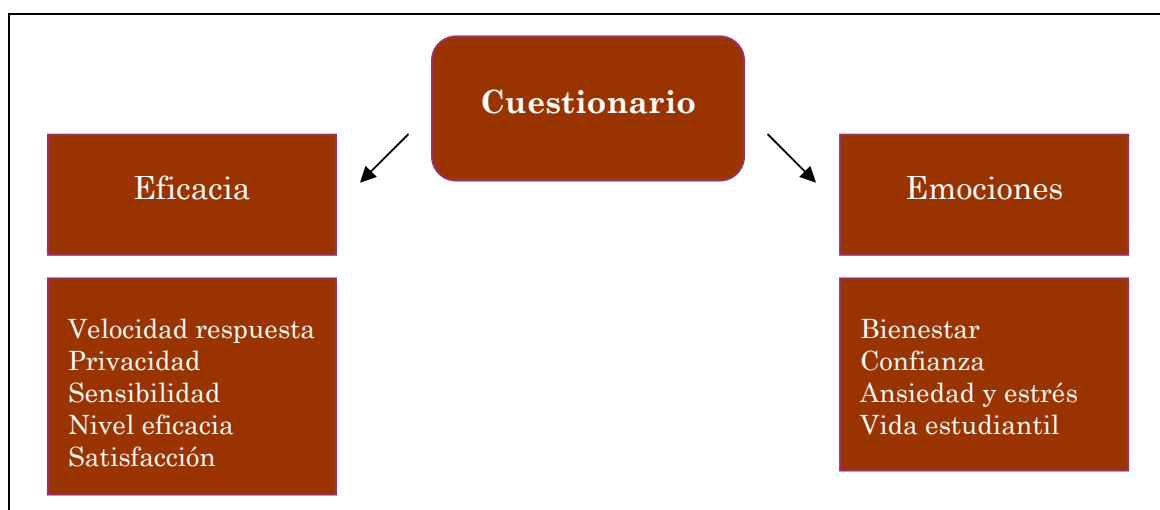 Cuestionario
Eficacia
Velocidad respuesta
Privacidad
Sensibilidad
Nivel eficacia
Satisfacción
Emociones
Bienestar
Confianza
Ansiedad y estrés
Vida estudiantil